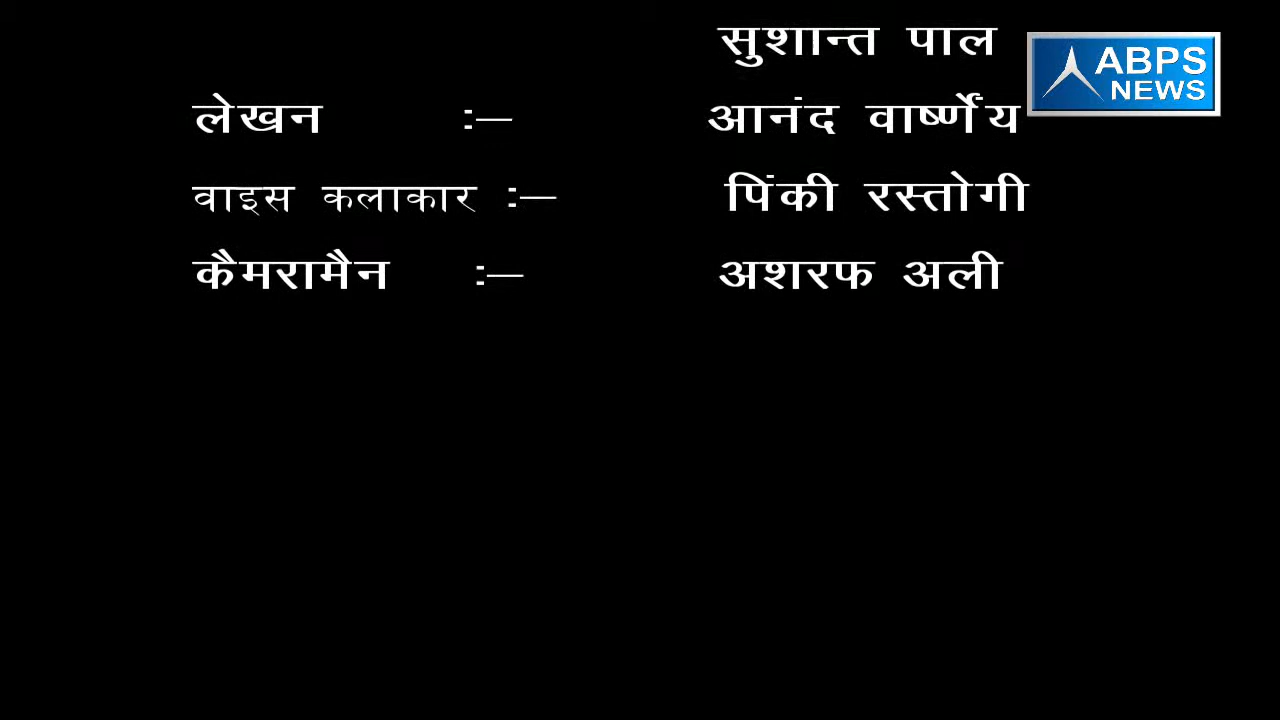 सुशान्त पाल
ABPS
NEWS
लेखन :— आनंद वार्ष्णेंय
वाइस कलाकार :— पिंकी रस्तोगी
कैमरामैन :— अशरफ अली